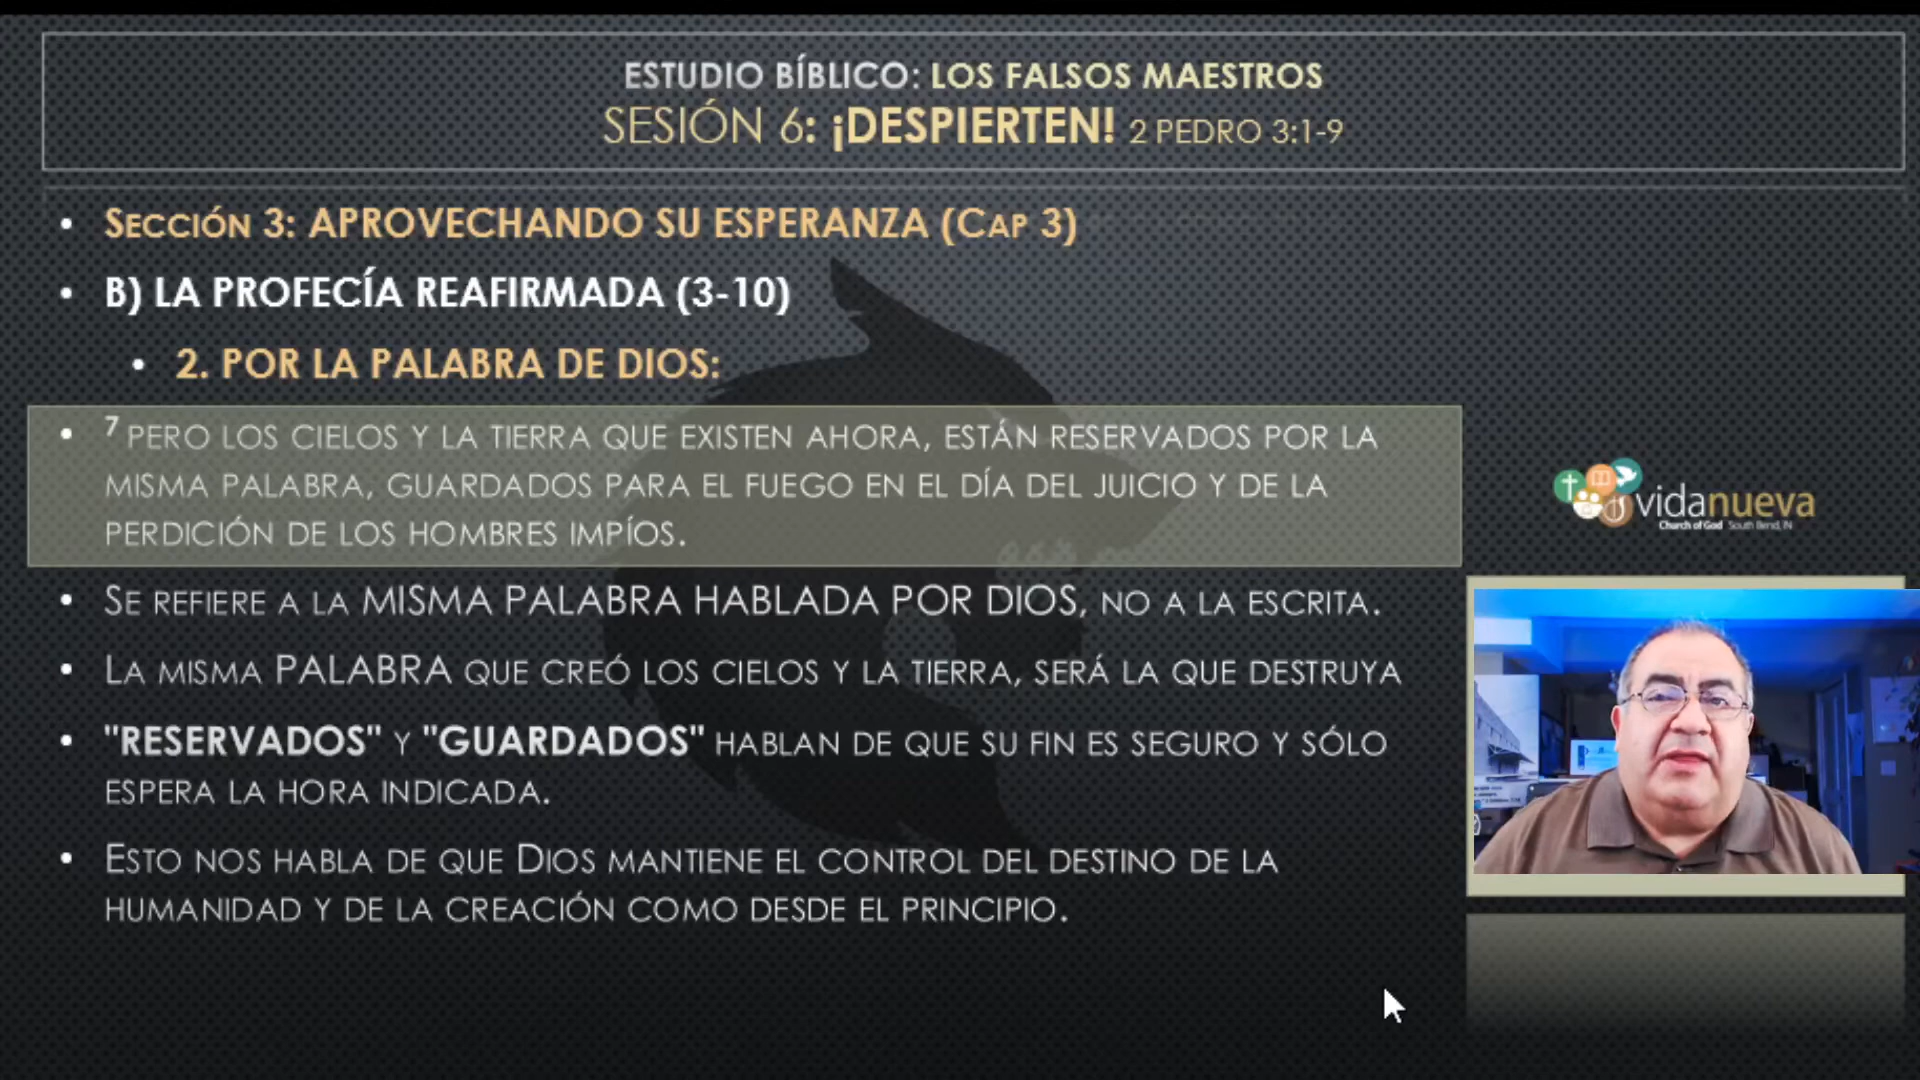 ESTUDIO BÍBLICO: LOS FALSOS MAESTROS
SESIÓN 6: ¡DESPIERTEN! 2 PEDRO 3:1-9
• SECCIÓN 3: APROVECHANDO SU ESPERANZA (CAP 3)
• B) LA PROFECÍA REAFIRMADA (3-10)
• 2. POR LA PALABRA DE DIOS:
• 7 PERO LOS CIELOS Y LA TIERRA QUE EXISTEN AHORA, ESTÁN RESERVADOS POR LA
MISMA PALABRA, GUARDADOS PARA EL FUEGO EN EL DÍA DEL JUICIO Y DE LA
PERDICIÓN DE LOS HOMBRES IMPÍOS.
• SE REFIERE A LA MISMA PALABRA HABLADA POR DIOS, NO A LA ESCRITA.
• LA MISMA PALABRA QUE CREÓ LOS CIELOS Y LA TIERRA, SERÁ LA QUE DESTRUYA
• "RESERVADOS" Y "GUARDADOS" HABLAN DE QUE SU FIN ES SEGURO Y SÓLO
ESPERA LA HORA INDICADA.
• ESTO NOS HABLA DE QUE DIOS MANTIENE EL CONTROL DEL DESTINO DE LA
HUMANIDAD Y DE LA CREACIÓN COMO DESDE EL PRINCIPIO.
vidanueva
Church of God South Bend, IN